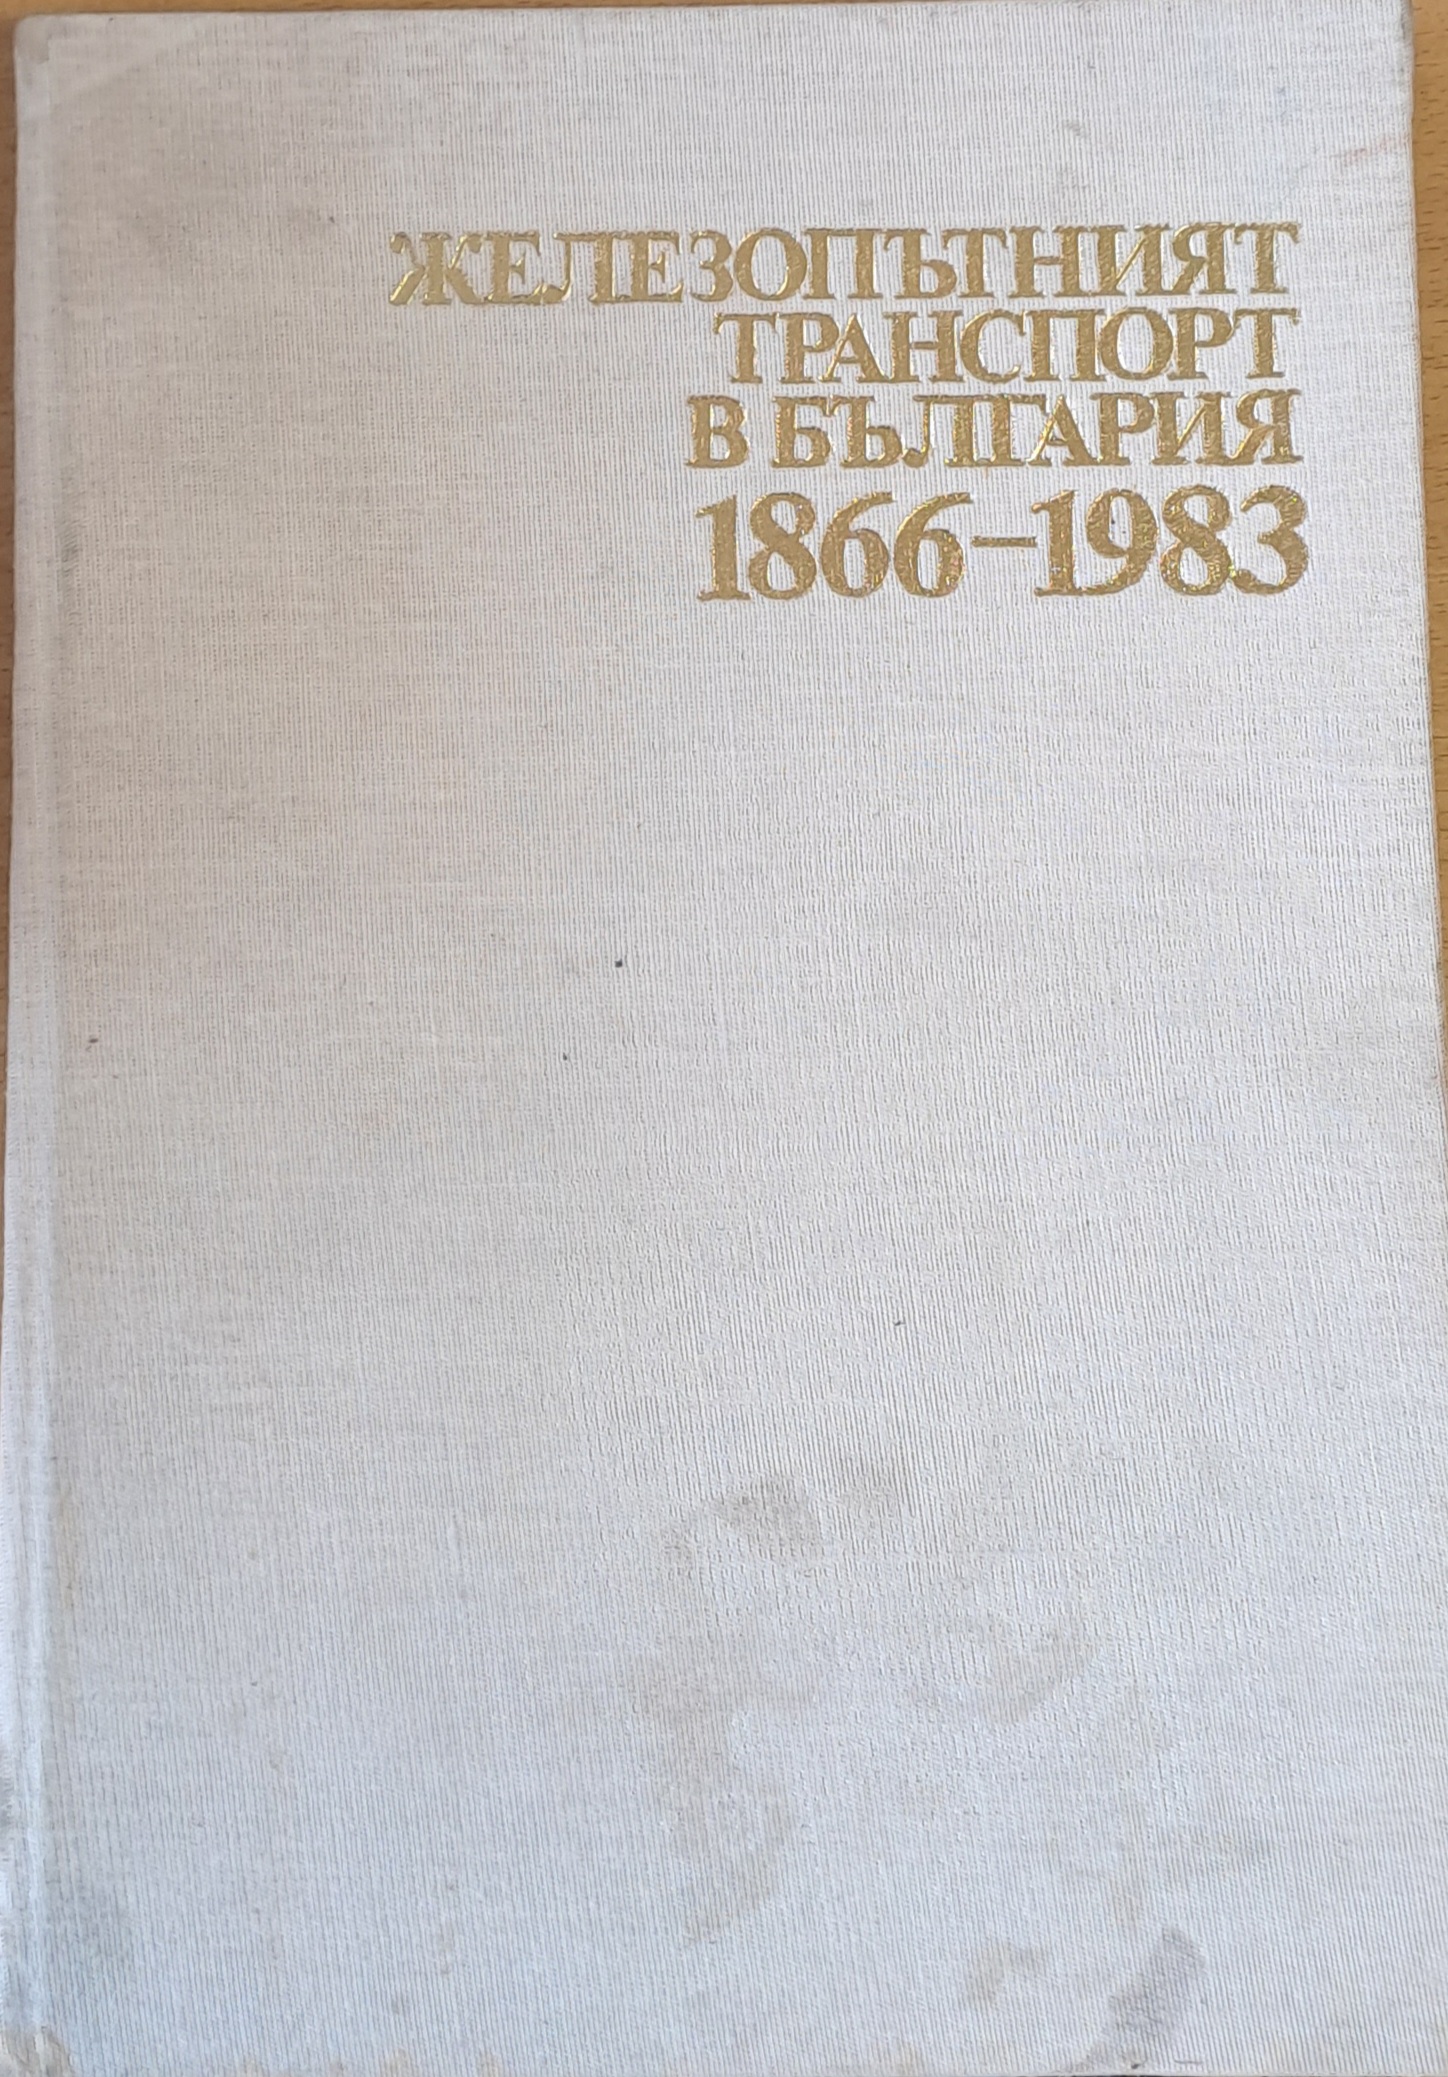 ЖЕЛЕЗОПЪТНИЯТ
ТРАНСПОРТ
В БЪЛГАРИЯ
1866–1983